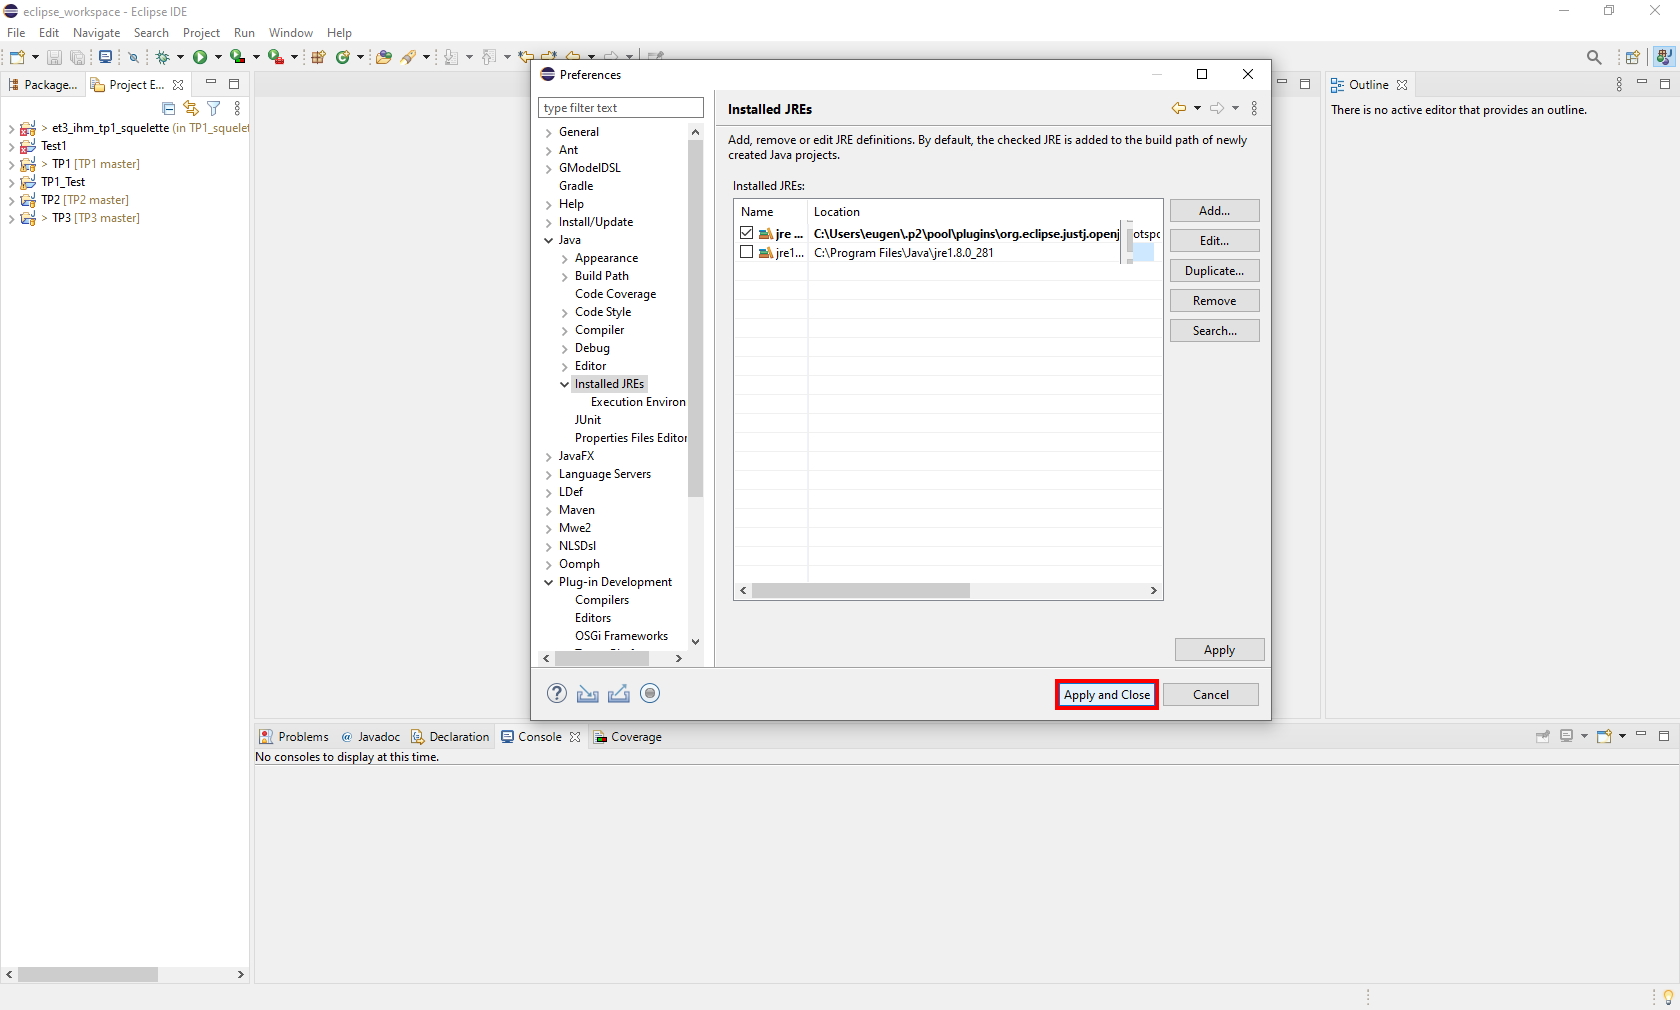 eclipse_workspace - Eclipse IDE
File Edit Navigate Search Project Run Window Help
Package...
Project E...
> et3_ihm_tp1_squelette (in TP1_squelet
Test1
> TP1 [TP1 master]
TP1_Test
TP2 [TP2 master]
> TP3 [TP3 master]
Preferences
type filter text
General
Ant
GModelDSL
Gradle
Help
Install/Update
Java
Appearance
Build Path
Code Coverage
Code Style
Compiler
Debug
Editor
Installed JREs
Execution Environ
JUnit
Properties Files Editor
JavaFX
Language Servers
LDef
Maven
Mwe2
NLSDsl
Oomph
Plug-in Development
Compilers
Editors
OSGi Frameworks
Installed JREs
Add, remove or edit JRE definitions. By default, the checked JRE is added to the build path of newly
created Java projects.
Installed JREs:
Name Location
jre ... C:\Users\eugen\.p2\pool\plugins\org.eclipse.justj.openj otspc
jre1... C:\Program Files\Java\jre1.8.0_281
Add...
Edit...
Duplicate...
Remove
Search...
Apply
Apply and Close
Cancel
Outline
There is no active editor that provides an outline.
Problems @ Javadoc Declaration Console Coverage
No consoles to display at this time.